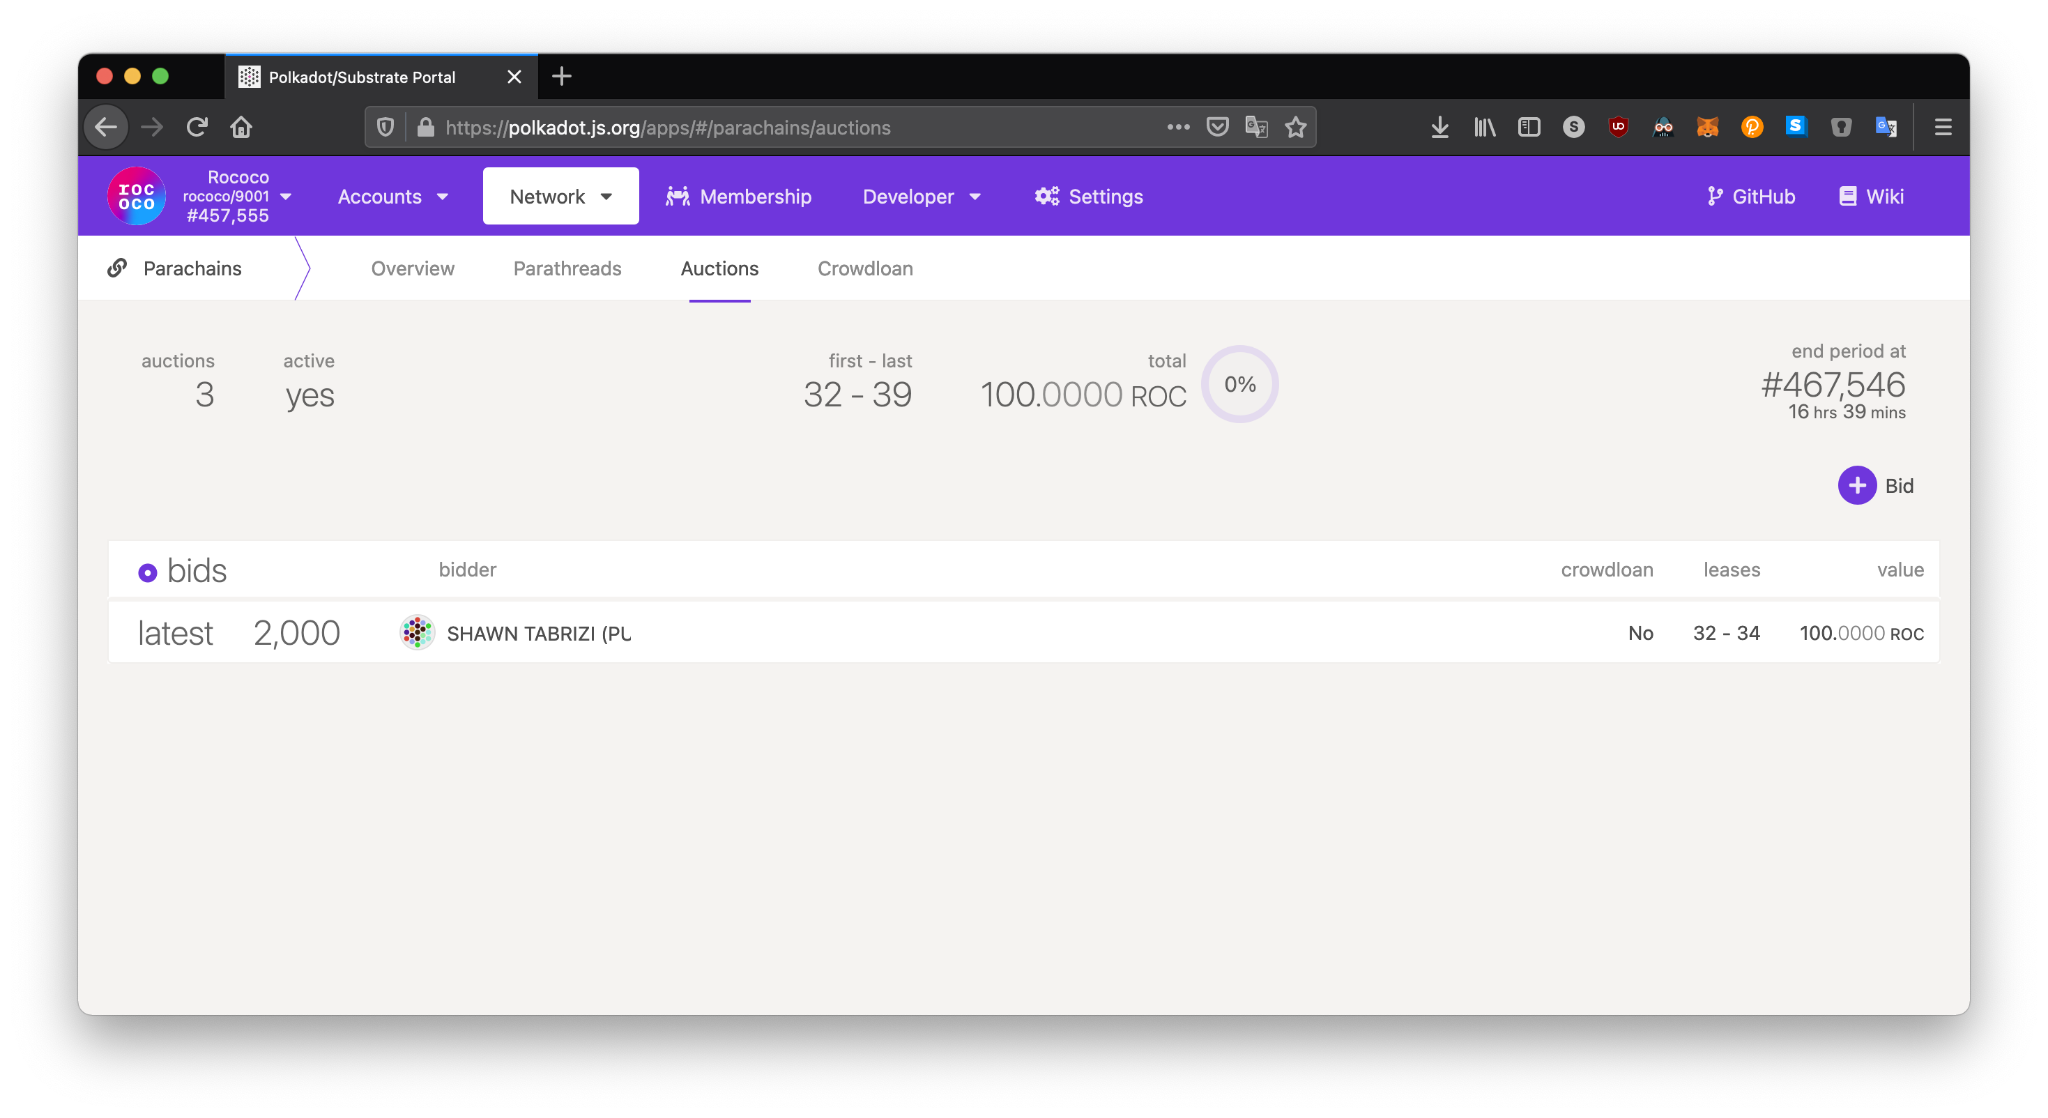 Polkadot/Substrate Portal
https://polkadot.js.org/apps/#/parachains/auctions
roc
oco
Rococo
rococo/9001
#457,555
Accounts
Network
Membership
Developer
Settings
GitHub
Wiki
Parachains
Overview
Parathreads
Auctions
Crowdloan
auctions
3
active
yes
first - last
32 - 39
total
100.0000 ROC
0%
end period at
#467,546
16 hrs 39 mins
Bid
bids bidder crowdloan leases value
latest 2,000 SHAWN TABRIZI (PU No 32 - 34 100.0000 ROC